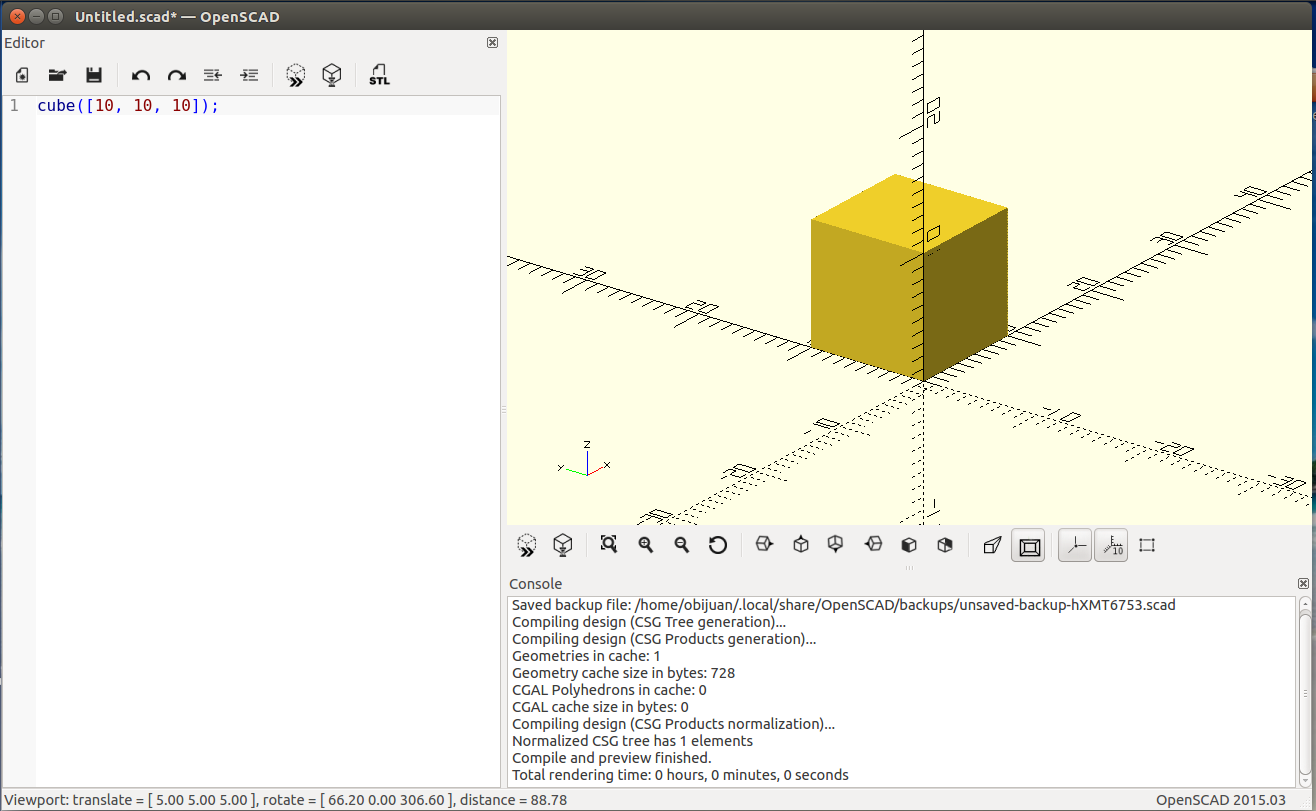 Untitled.scad* — OpenSCAD
Editor
STL
1 cube([10, 10, 10]);
Z
Y X
10
Console
Saved backup file: /home/obijuan/.local/share/OpenSCAD/backups/unsaved-backup-hXMT6753.scad
Compiling design (CSG Tree generation)...
Compiling design (CSG Products generation)...
Geometries in cache: 1
Geometry cache size in bytes: 728
CGAL Polyhedrons in cache: 0
CGAL cache size in bytes: 0
Compiling design (CSG Products normalization)...
Normalized CSG tree has 1 elements
Compile and preview finished.
Total rendering time: 0 hours, 0 minutes, 0 seconds
Viewport: translate = [ 5.00 5.00 5.00 ], rotate = [ 66.20 0.00 306.60 ], distance = 88.78
OpenSCAD 2015.03